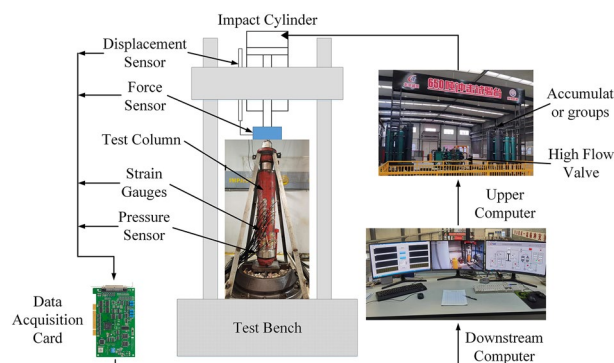 Impact Cylinder
Displacement
Sensor
Force
Sensor
Test Column
Strain
Gauges
Pressure
Sensor
Data
Acquisition
Card
Test Bench
Accumulat
or groups
High Flow
Valve
Upper
Computer
Downstream
Computer